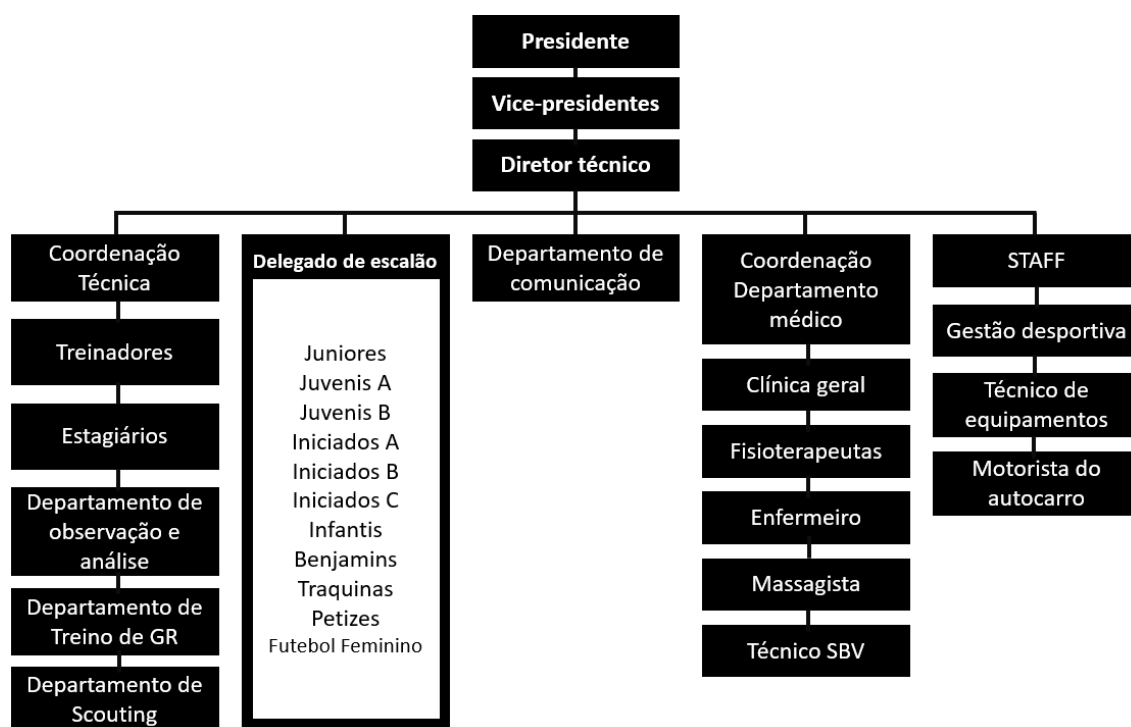 Presidente
Vice-presidentes
Diretor técnico
Coordenação
Técnica
Treinadores
Estagiários
Departamento de
observação e
análise
Departamento de
Treino de GR
Departamento de
Scouting
Delegado de escalão
Juniores
Juvenis A
Juvenis B
Iniciados A
Iniciados B
Iniciados C
Infantis
Benjamins
Traquinas
Petizes
Futebol Feminino
Departamento de
comunicação
Coordenação
Departamento
médico
Clínica geral
Fisioterapeutas
Enfermeiro
Massagista
Técnico SBV
STAFF
Gestão desportiva
Técnico de
equipamentos
Motorista do
autocarro